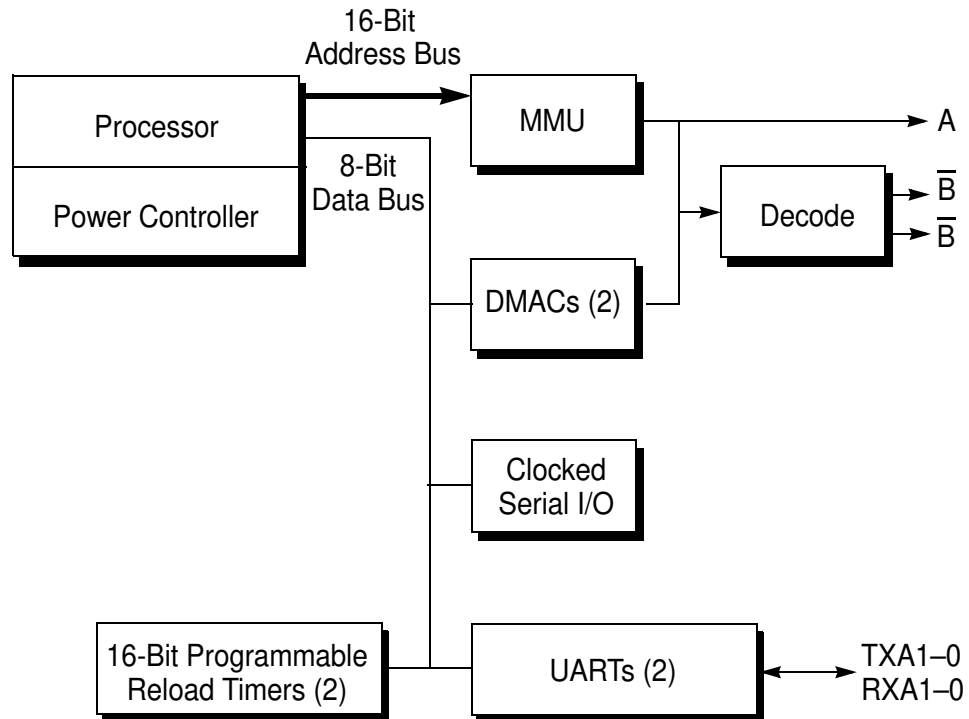 16-Bit
Address Bus
Processor
MMU
A
8-Bit
Data Bus
Power Controller
Decode
B̅
B̅
DMACs (2)
Clocked
Serial I/O
16-Bit Programmable
Reload Timers (2)
UARTs (2)
TXA1–0
RXA1–0